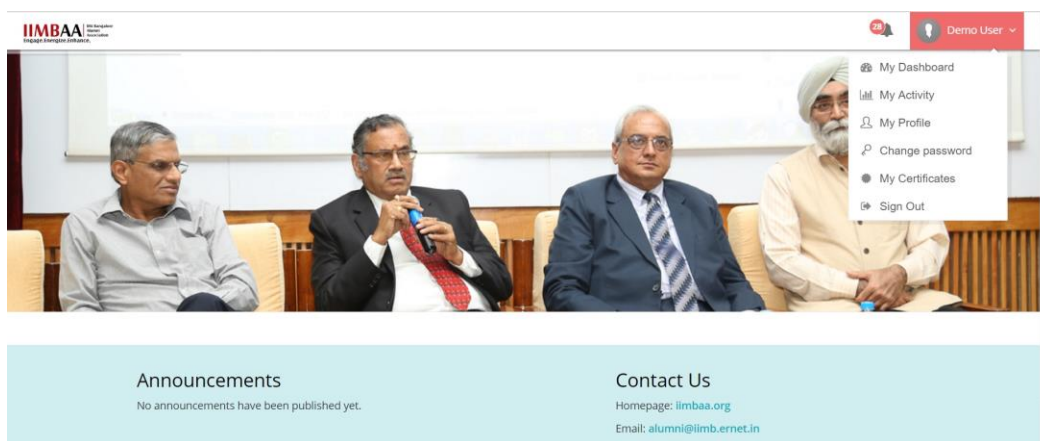 IIMBAA
Engage.Energize.Enhance.
28
Demo User
My Dashboard
My Activity
My Profile
Change password
My Certificates
Sign Out
Announcements
No announcements have been published yet.
Contact Us
Homepage: iimbaa.org
Email: alumni@iimb.ernet.in